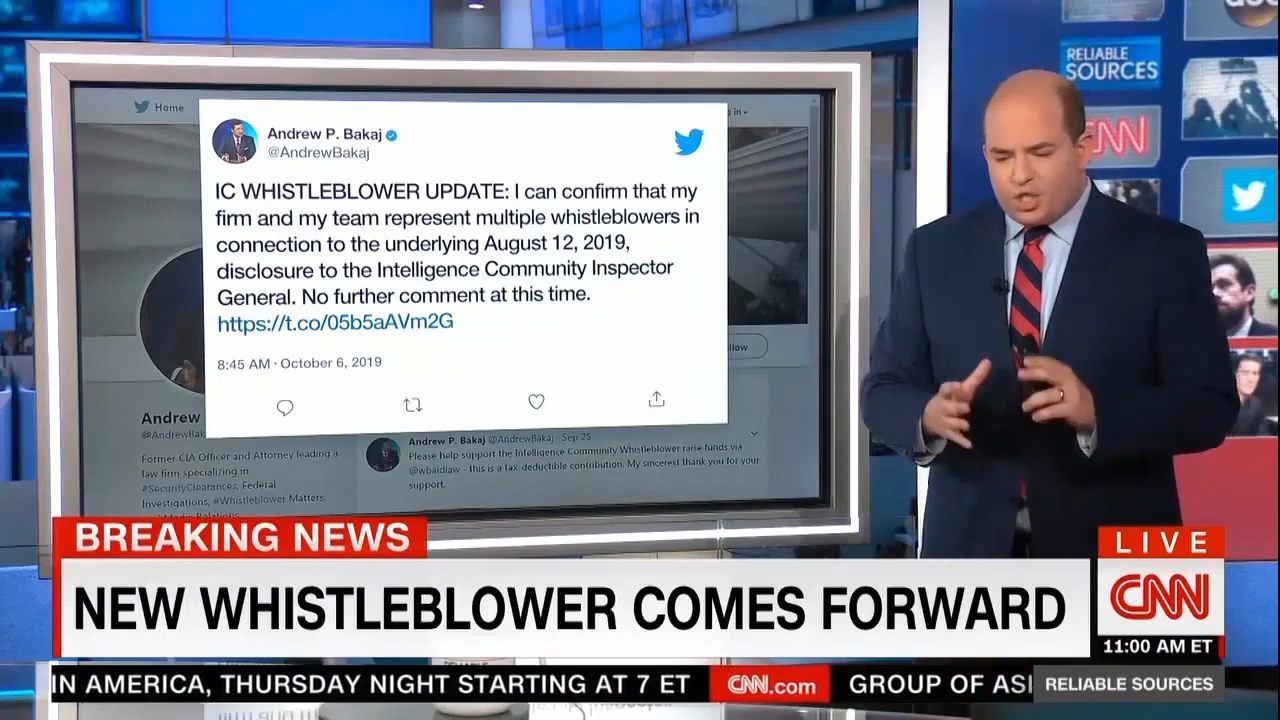 RELIABLE
SOURCES
CNN
Home
Andrew P. Bakaj
@AndrewBakaj
IC WHISTLEBLOWER UPDATE: I can confirm that my
firm and my team represent multiple whistleblowers in
connection to the underlying August 12, 2019,
disclosure to the Intelligence Community Inspector
General. No further comment at this time.
https://t.co/05b5aAVm2G
8:45 AM · October 6, 2019
Andrew
@AndrewBak
Former CIA Officer and Attorney leading a
law firm specializing in
#SecurityClearances, Federal
Investigations, #Whistleblower Matters,
Andrew P. Bakaj @AndrewBakaj · Sep 25
Please help support the Intelligence Community Whistleblower raise funds via
@wbaidlaw - this is a tax-deductible contribution. My sincerest thank you for your
support.
BREAKING NEWS
NEW WHISTLEBLOWER COMES FORWARD
LIVE
CNN
11:00 AM ET
IN AMERICA, THURSDAY NIGHT STARTING AT 7 ET CNN.com GROUP OF ASI RELIABLE SOURCES